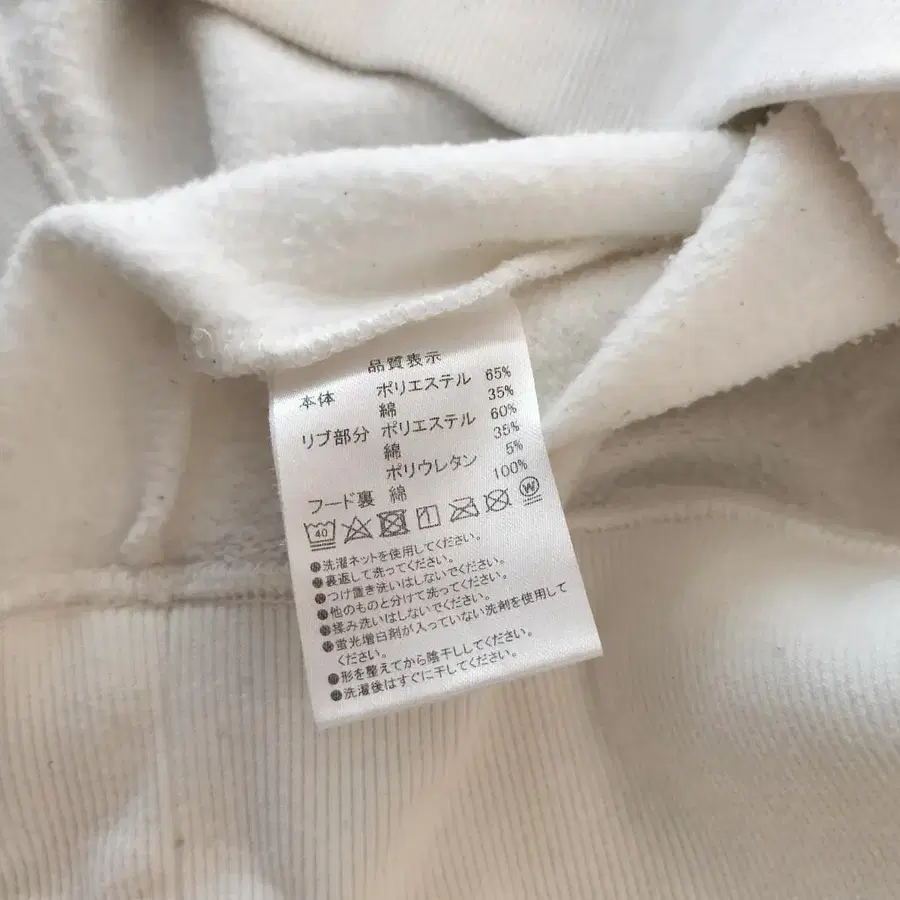 品質表示
本体 ポリエステル 65%
綿 35%
リブ部分 ポリエステル 60%
綿 35%
ポリウレタン 5%
フード裏 綿 100%
40 W
●洗濯ネットを使用してください。
●裏返して洗ってください。
●つけ置き洗いはしないでください。
●他のものと分けて洗ってください。
●揉み洗いはしないでください。
●蛍光増白剤が入っていない洗剤を使用して
ください。
●形を整えてから陰干ししてください。
●洗濯後はすぐに干してください。